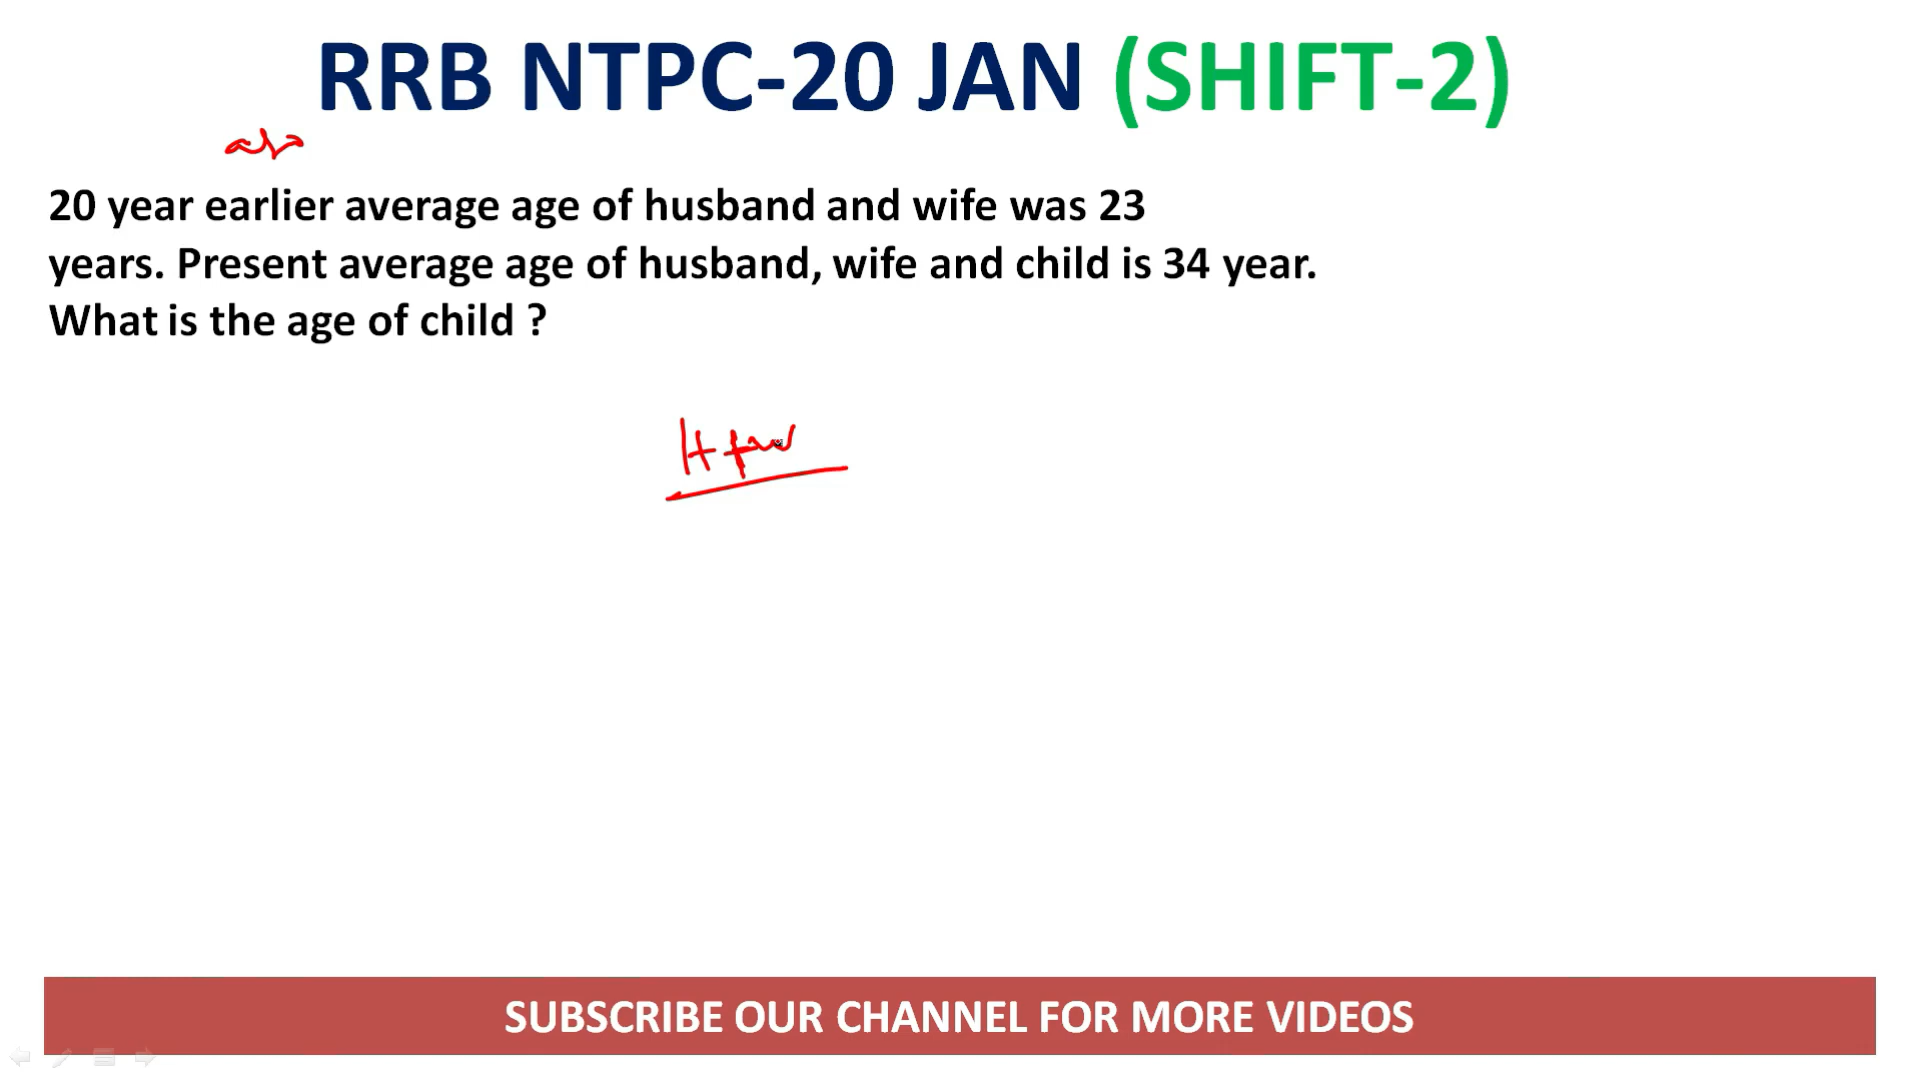 RRB NTPC-20 JAN (SHIFT-2)
20 year earlier average age of husband and wife was 23
years. Present average age of husband, wife and child is 34 year.
What is the age of child ?
H+w
SUBSCRIBE OUR CHANNEL FOR MORE VIDEOS